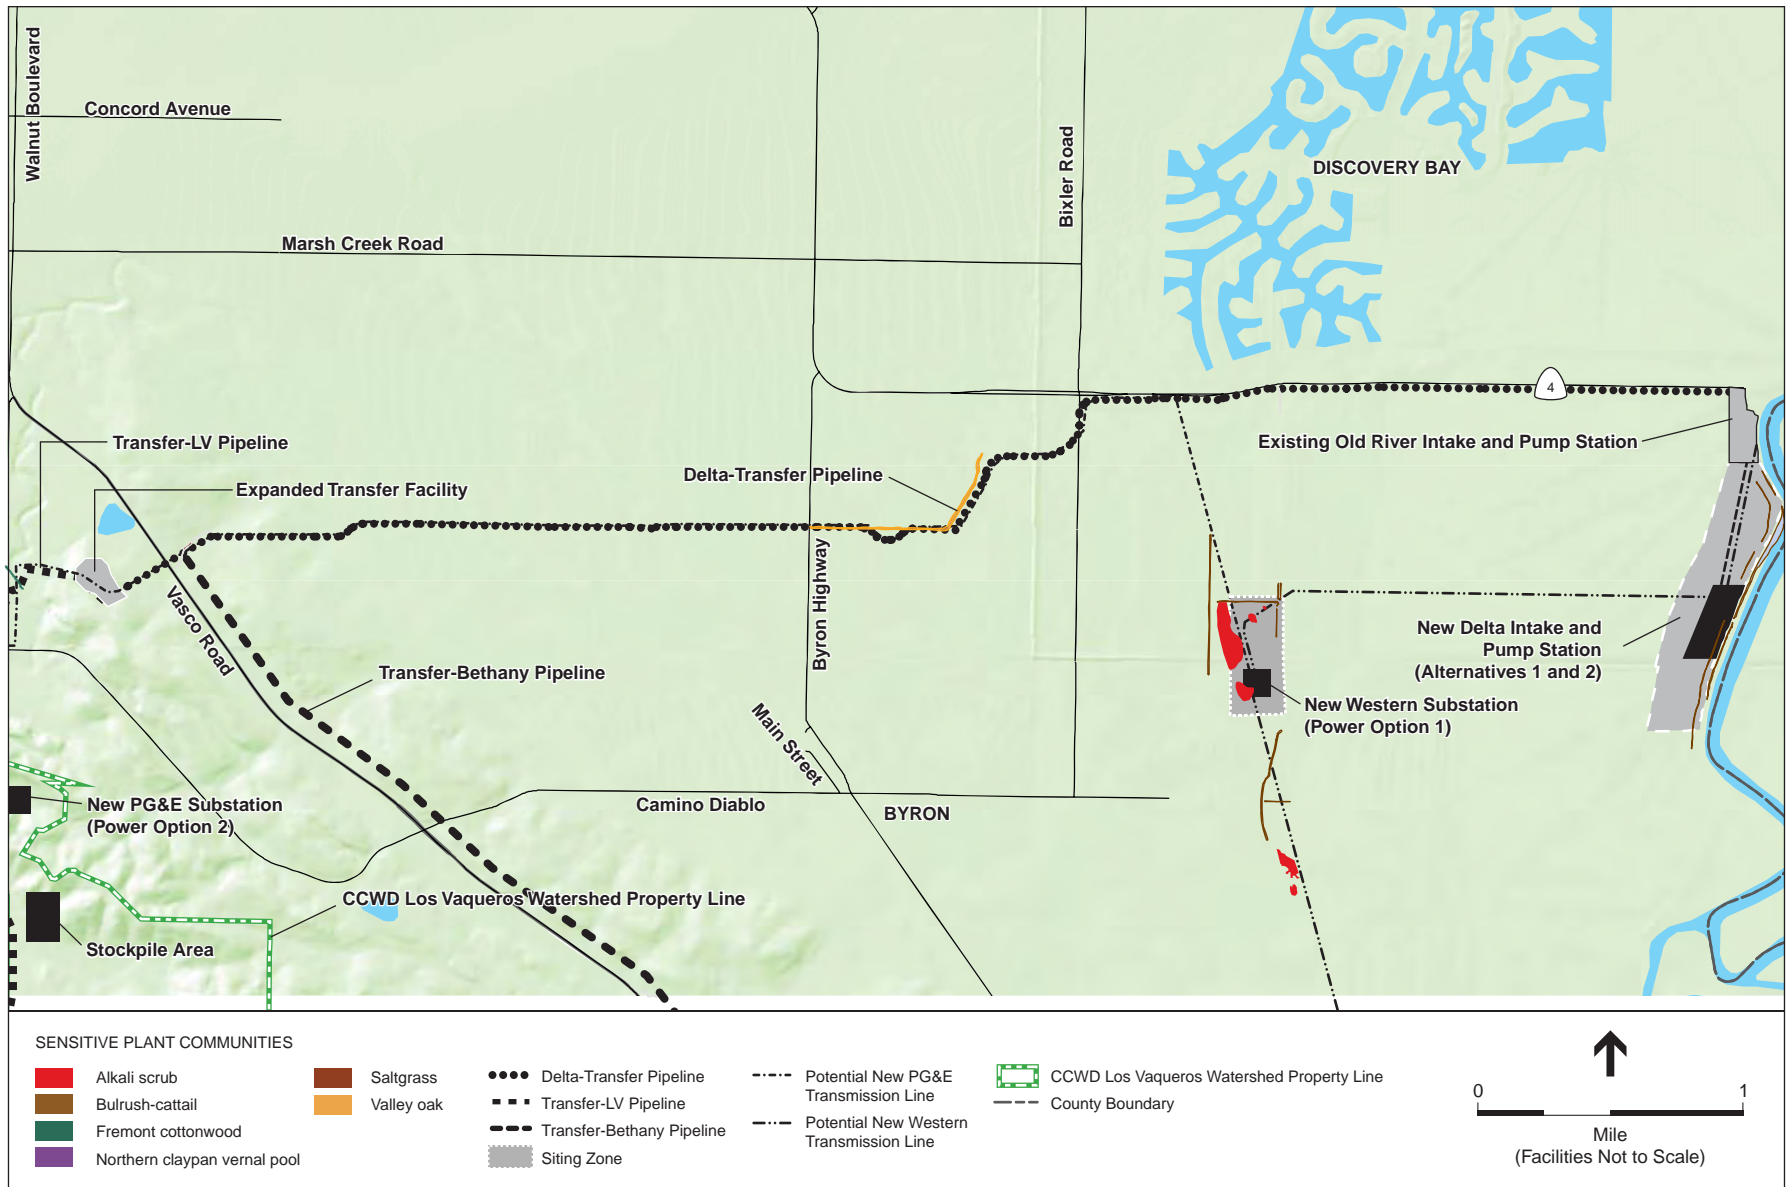 Walnut Boulevard
Concord Avenue
Marsh Creek Road
Bixler Road
DISCOVERY BAY
4
Transfer-LV Pipeline
Expanded Transfer Facility
Delta-Transfer Pipeline
Existing Old River Intake and Pump Station
Vasco Road
Byron Highway
Transfer-Bethany Pipeline
New Delta Intake and
Pump Station
(Alternatives 1 and 2)
New Western Substation
(Power Option 1)
Main Street
New PG&E Substation
(Power Option 2)
Camino Diablo
BYRON
CCWD Los Vaqueros Watershed Property Line
Stockpile Area
SENSITIVE PLANT COMMUNITIES
Alkali scrub
Bulrush-cattail
Fremont cottonwood
Northern claypan vernal pool
Saltgrass
Valley oak
Delta-Transfer Pipeline
Transfer-LV Pipeline
Transfer-Bethany Pipeline
Siting Zone
Potential New PG&E
Transmission Line
Potential New Western
Transmission Line
CCWD Los Vaqueros Watershed Property Line
County Boundary
0 1
Mile
(Facilities Not to Scale)